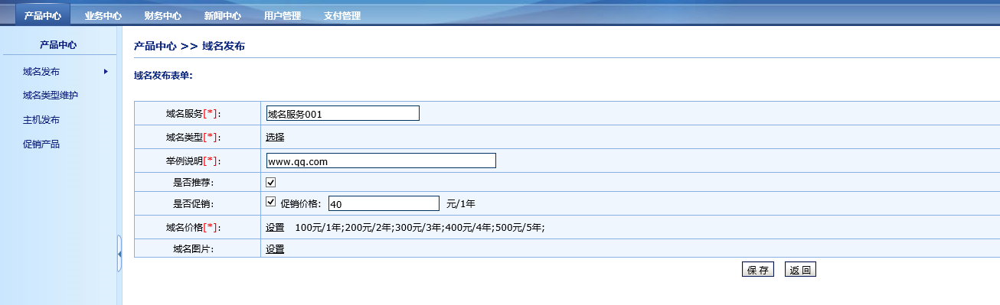 产品中心 业务中心 财务中心 新闻中心 用户管理 支付管理
产品中心
域名发布
域名类型维护
主机发布
促销产品
产品中心 >> 域名发布
域名发布表单:
域名服务[*]: 域名服务001
域名类型[*]: 选择
举例说明[*]: www.qq.com
是否推荐:
是否促销: 促销价格: 40 元/1年
域名价格[*]: 设置 100元/1年;200元/2年;300元/3年;400元/4年;500元/5年;
域名图片: 设置
保 存 返 回